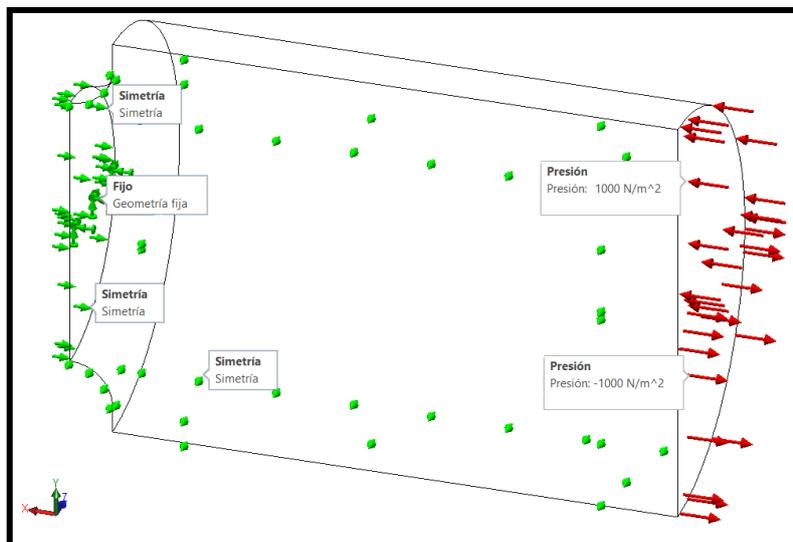 Simetría
Simetría
Fijo
Geometría fija
Presión
Presión: 1000 N/m^2
Simetría
Simetría
Simetría
Simetría
Presión
Presión: -1000 N/m^2
Y
X
Z